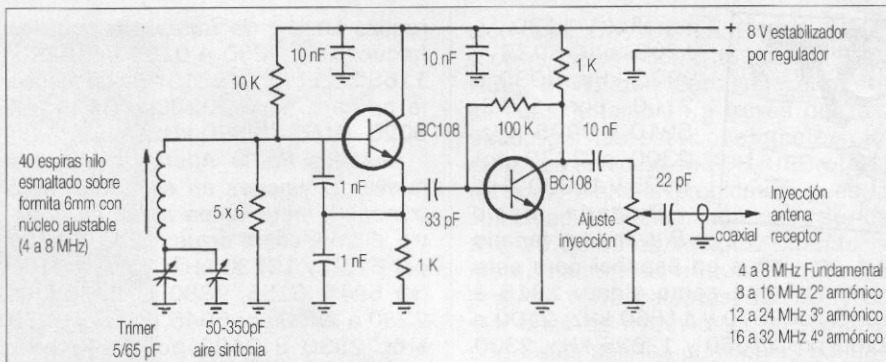 10 nF
10 nF
8 V estabilizador
por regulador
10 K
1 K
100 K
10 nF
BC108
40 espiras hilo
esmaltado sobre
formita 6mm con
núcleo ajustable
(4 a 8 MHz)
1 nF
5 x 6
33 pF
BC108
22 pF
Ajuste
inyección
Inyección
antena
receptor
coaxial
1 nF
1 K
Trimer
5/65 pF
50-350pF
aire sintonia
4 a 8 MHz Fundamental
8 a 16 MHz 2º armónico
12 a 24 MHz 3º armónico
16 a 32 MHz 4º armónico